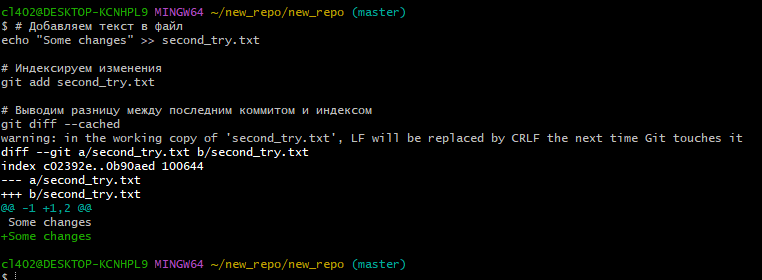 cl4O2@DESKTOP-KCNHPL9 MINGW64 ~/new_repo/new_repo (master)
$ # Добавляем текст в файл
echo "Some changes" >> second_try.txt
# Индексируем изменения
git add second_try.txt
# Выводим разницу между последним коммитом и индексом
git diff --cached
warning: in the working copy of 'second_try.txt', LF will be replaced by CRLF the next time Git touches it
diff --git a/second_try.txt b/second_try.txt
index c02392e..0b90aed 100644
--- a/second_try.txt
+++ b/second_try.txt
@@ -1 +1,2 @@
 Some changes
+Some changes
cl4O2@DESKTOP-KCNHPL9 MINGW64 ~/new_repo/new_repo (master)
$